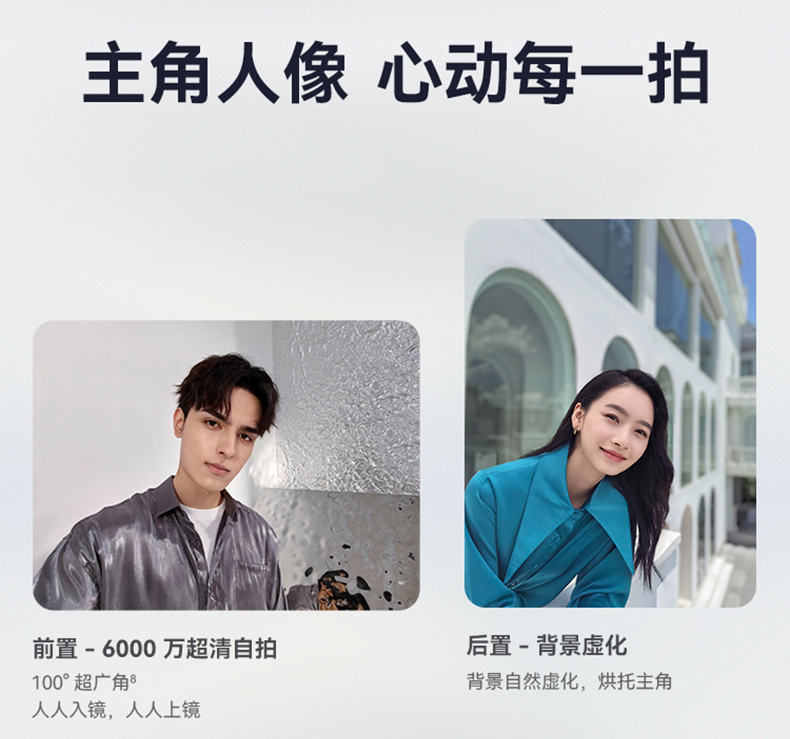 主角人像 心动每一拍
前置 – 6000 万超清自拍
100° 超广角⁸
人人入镜，人人上镜
后置 – 背景虚化
背景自然虚化，烘托主角